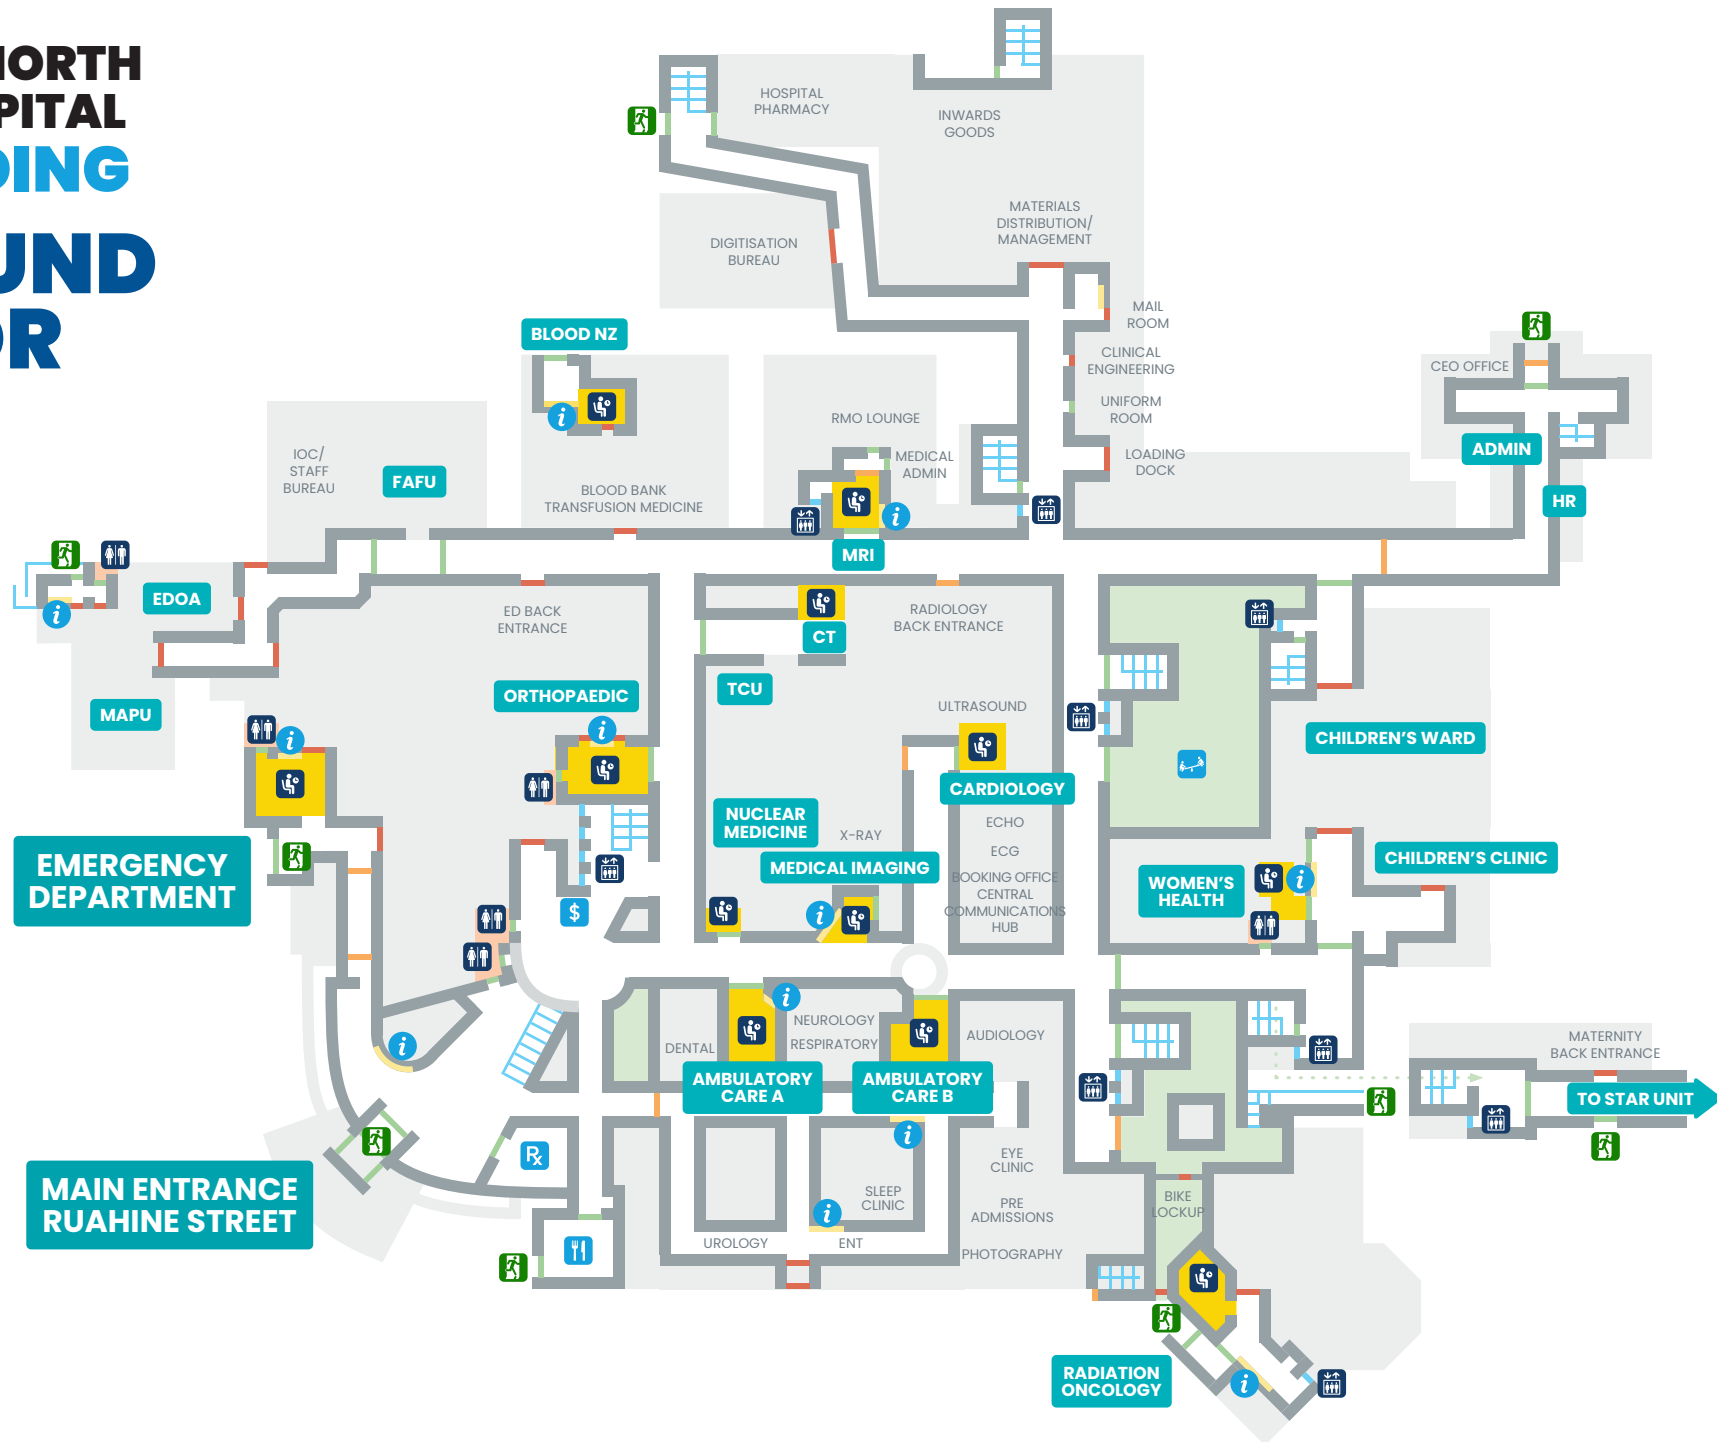 NORTH
PITAL
DING
UND
OR
HOSPITAL
PHARMACY
INWARDS
GOODS
MATERIALS
DISTRIBUTION/
MANAGEMENT
DIGITISATION
BUREAU
MAIL
ROOM
BLOOD NZ
CLINICAL
ENGINEERING
CEO OFFICE
UNIFORM
ROOM
RMO LOUNGE
ADMIN
IOC/
STAFF
BUREAU
FAFU
MEDICAL
ADMIN
LOADING
DOCK
BLOOD BANK
TRANSFUSION MEDICINE
HR
MRI
EDOA
ED BACK
ENTRANCE
RADIOLOGY
BACK ENTRANCE
CT
ORTHOPAEDIC
TCU
MAPU
ULTRASOUND
CHILDREN'S WARD
CARDIOLOGY
NUCLEAR
MEDICINE
X-RAY
ECHO
ECG
MEDICAL IMAGING
CHILDREN'S CLINIC
EMERGENCY
DEPARTMENT
BOOKING OFFICE
CENTRAL
COMMUNICATIONS
HUB
WOMEN'S
HEALTH
$
NEUROLOGY
RESPIRATORY
DENTAL
AUDIOLOGY
MATERNITY
BACK ENTRANCE
AMBULATORY
CARE A
AMBULATORY
CARE B
TO STAR UNIT
Rx
EYE
CLINIC
MAIN ENTRANCE
RUAHINE STREET
SLEEP
CLINIC
PRE
ADMISSIONS
BIKE
LOCKUP
UROLOGY
ENT
PHOTOGRAPHY
RADIATION
ONCOLOGY